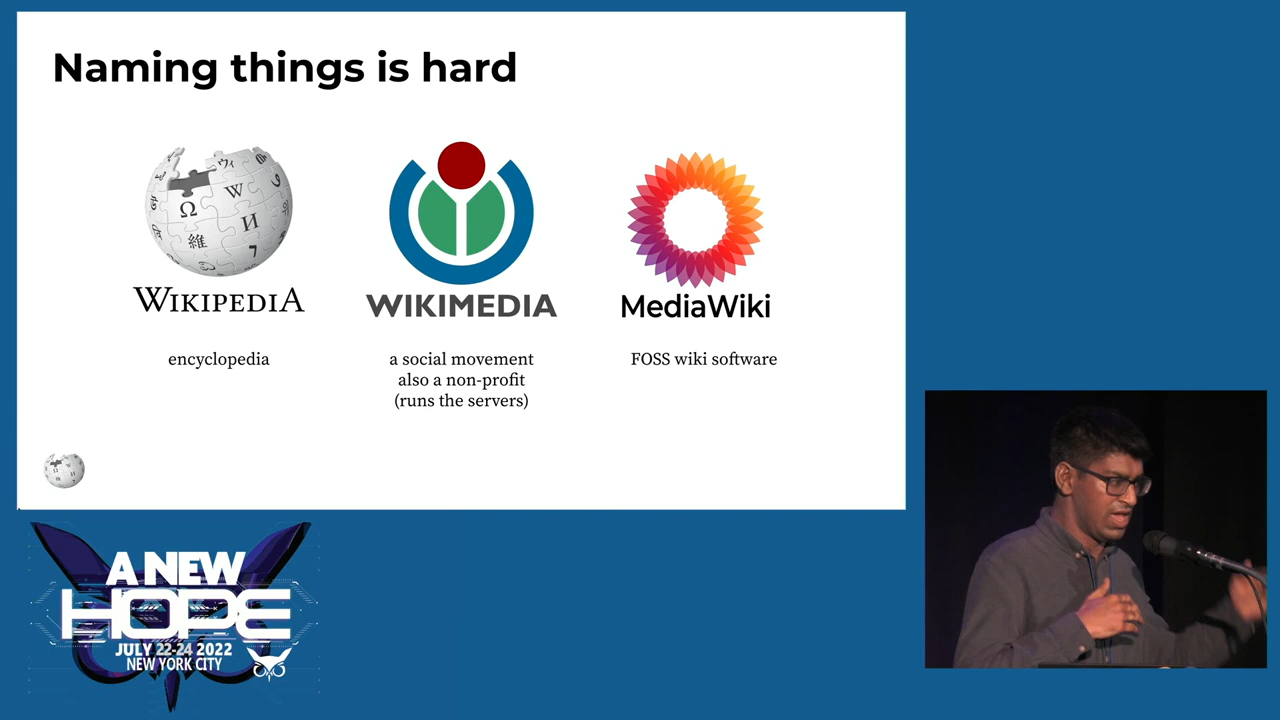 Naming things is hard
WIKIPEDIA
WIKIMEDIA
MediaWiki
encyclopedia
a social movement
also a non-profit
(runs the servers)
FOSS wiki software
A NEW
HOPE
JULY 22-24 2022
NEW YORK CITY